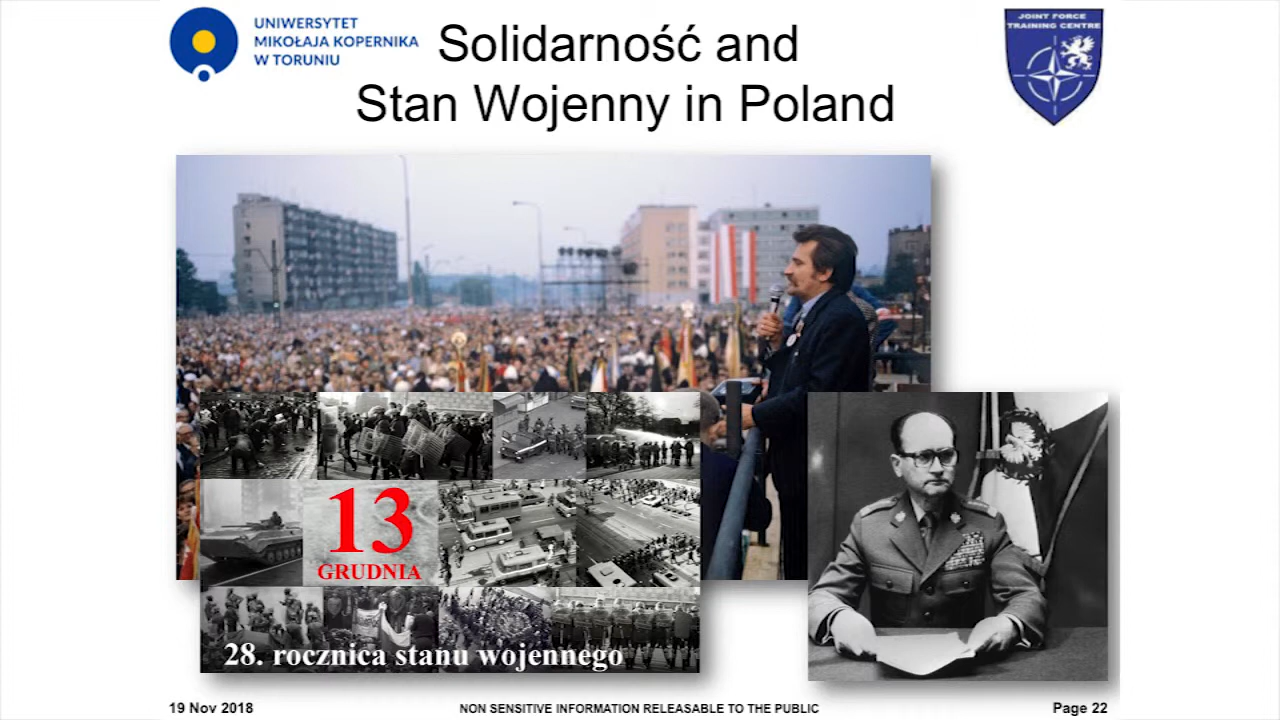 UNIWERSYTET
MIKOŁAJA KOPERNIKA
W TORUNIU
Solidarność and
Stan Wojenny in Poland
JOINT FORCE
TRAINING CENTRE
13
GRUDNIA
28. rocznica stanu wojennego
19 Nov 2018
NON SENSITIVE INFORMATION RELEASABLE TO THE PUBLIC
Page 22